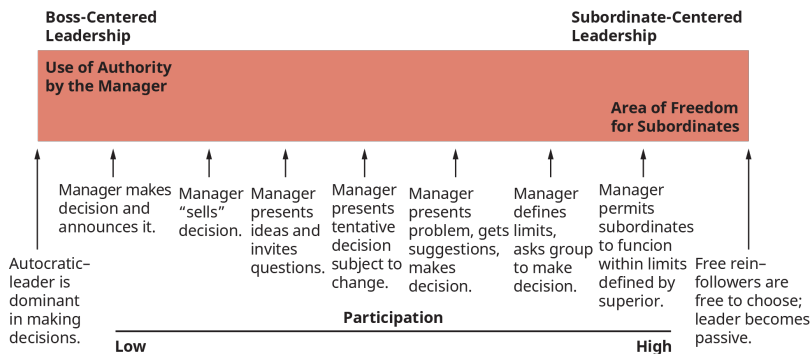 Boss-Centered
Leadership
Subordinate-Centered
Leadership
Use of Authority
by the Manager
Area of Freedom
for Subordinates
Autocratic–
leader is
dominant
in making
decisions.
Manager makes
decision and
announces it.
Manager
“sells”
decision.
Manager
presents
ideas and
invites
questions.
Manager
presents
tentative
decision
subject to
change.
Manager
presents
problem, gets
suggestions,
makes
decision.
Manager
defines
limits,
asks group
to make
decision.
Manager
permits
subordinates
to funcion
within limits
defined by
superior.
Free rein–
followers are
free to choose;
leader becomes
passive.
Participation
Low
High